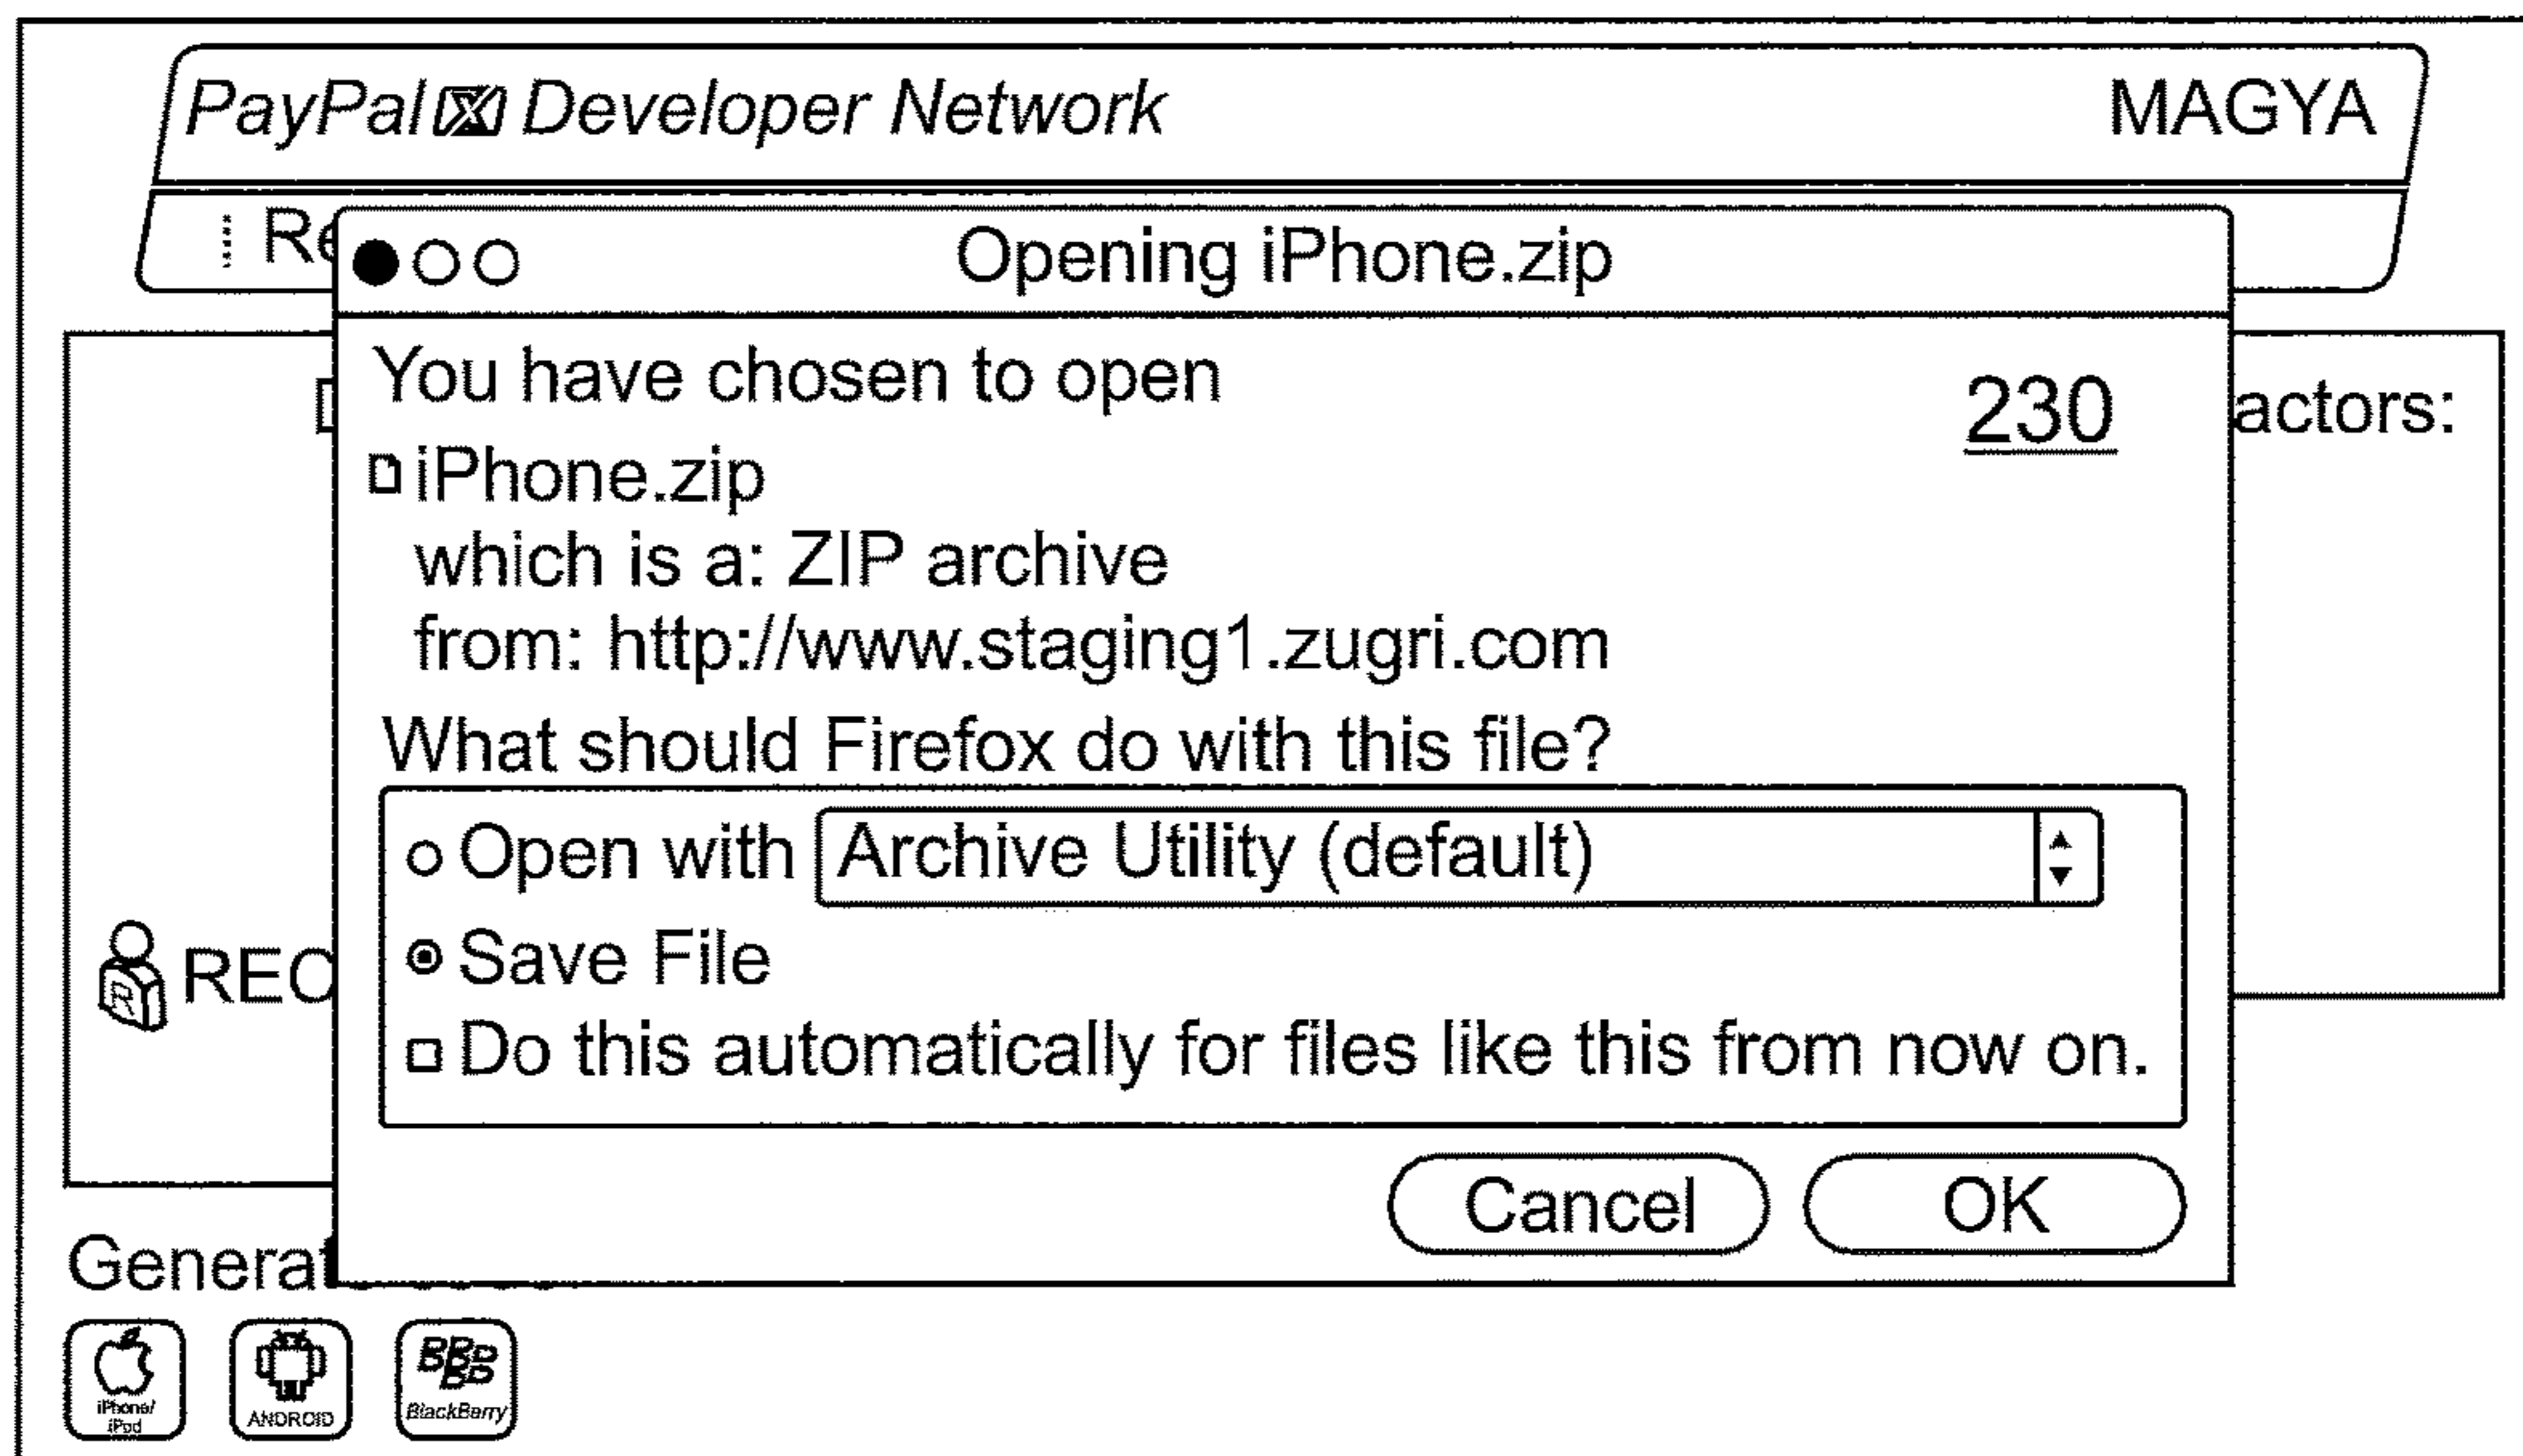 PayPal X Developer Network MAGYA
Re
Opening iPhone.zip
You have chosen to open
230
actors:
iPhone.zip
which is a: ZIP archive
from: http://www.staging1.zugri.com
What should Firefox do with this file?
Open with Archive Utility (default)
Save File
REC
Do this automatically for files like this from now on.
Cancel OK
Generat
iPhone/
iPod
ANDROID
BlackBerry